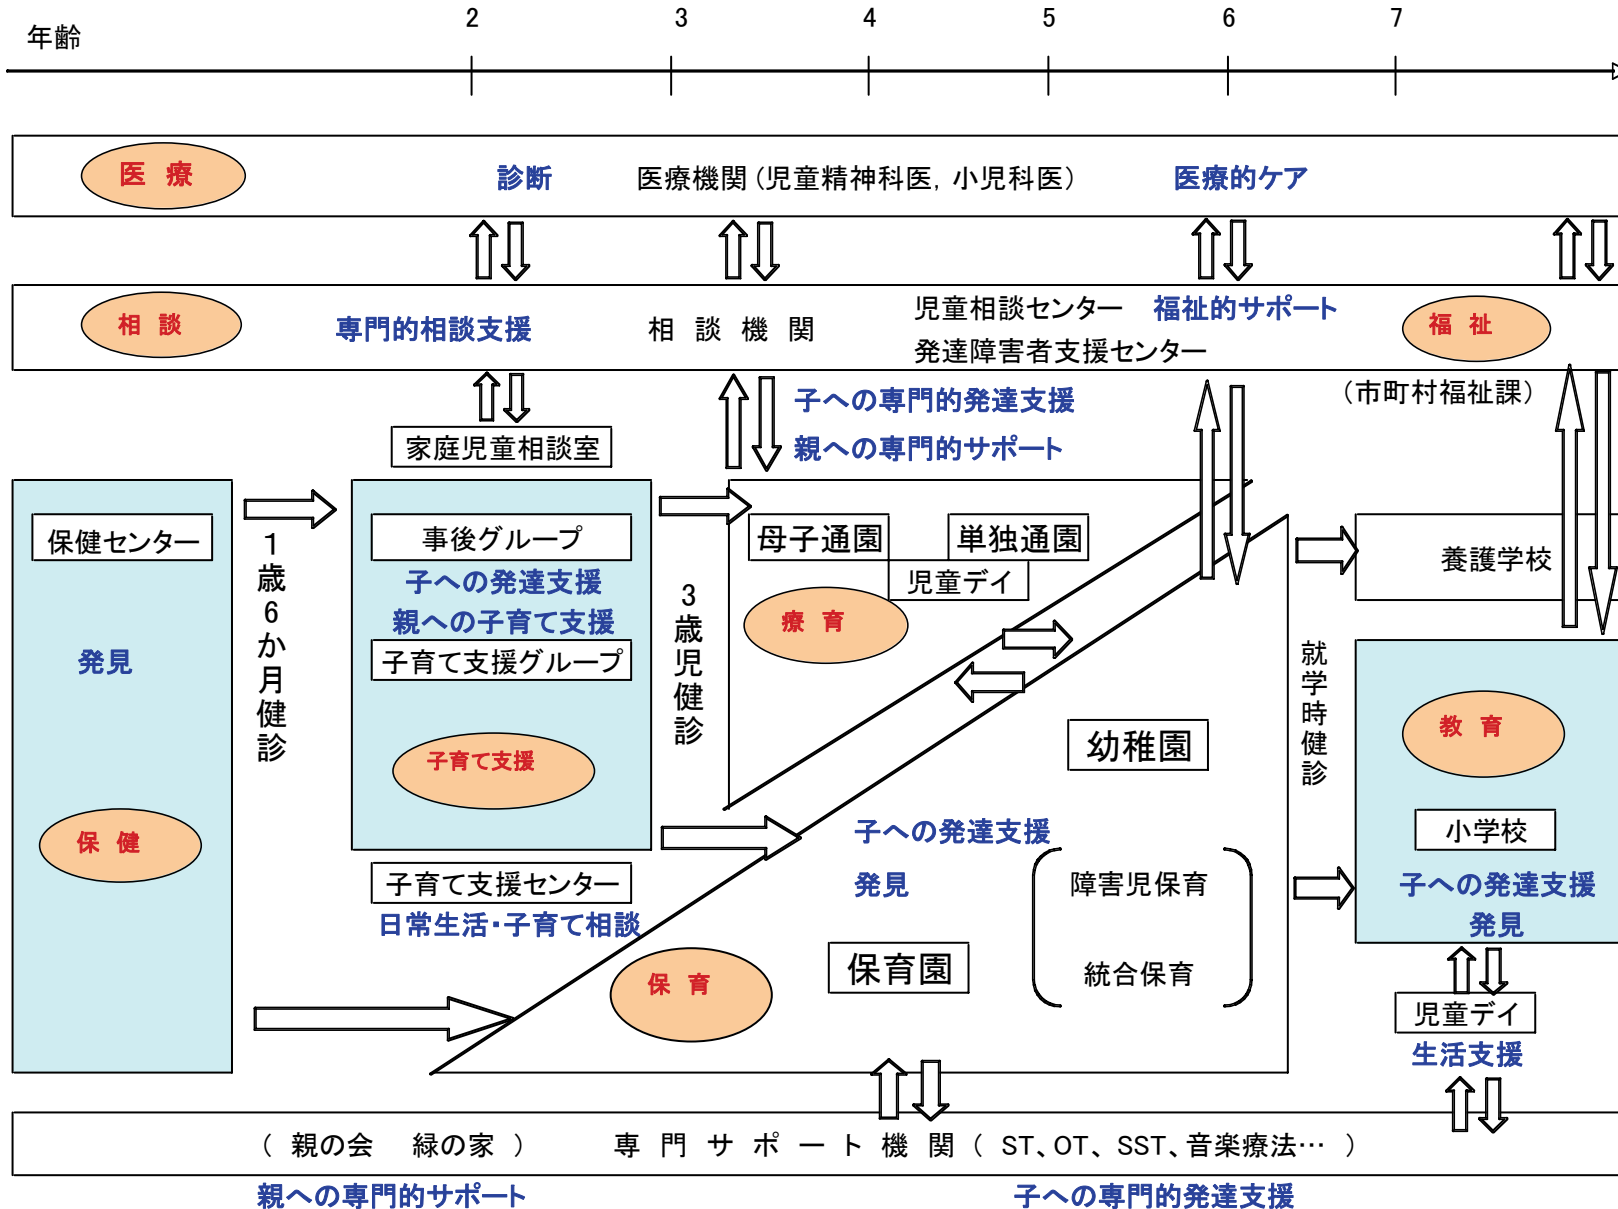 年齢
2 3 4 5 6 7
医 療
診断
医療機関（児童精神科医，小児科医）
医療的ケア
相 談
専門的相談支援
相 談 機 関
児童相談センター
発達障害者支援センター
福祉的サポート
福 祉
（市町村福祉課）
家庭児童相談室
子への専門的発達支援
親への専門的サポート
保健センター
発見
保 健
1歳6か月健診
事後グループ
子への発達支援
親への子育て支援
子育て支援グループ
子育て支援
子育て支援センター
日常生活・子育て相談
3歳児健診
母子通園
単独通園
児童デイ
療 育
幼稚園
子への発達支援
発見
障害児保育
統合保育
保育園
保 育
就学時健診
養護学校
教 育
小学校
子への発達支援
発見
児童デイ
生活支援
（ 親の会 緑の家 ） 専 門 サ ポ ー ト 機 関（ ST、OT、SST、音楽療法… ）
親への専門的サポート
子への専門的発達支援